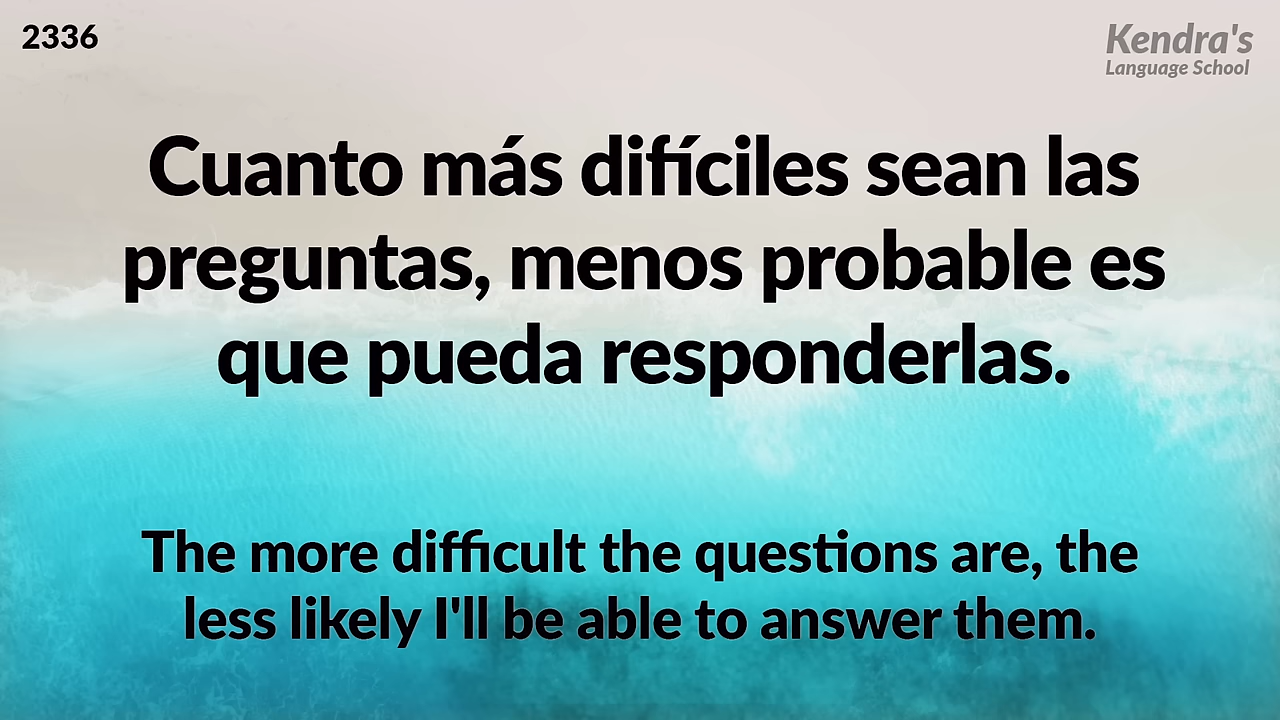 2336
Kendra's
Language School
Cuanto más difíciles sean las
preguntas, menos probable es
que pueda responderlas.
The more difficult the questions are, the
less likely I'll be able to answer them.